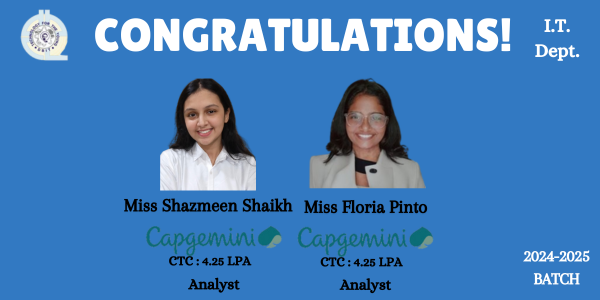 CONGRATULATIONS!
I.T.
Dept.
Miss Shazmeen Shaikh
Miss Floria Pinto
Capgemini
Capgemini
CTC : 4.25 LPA
CTC : 4.25 LPA
Analyst
Analyst
2024-2025
BATCH